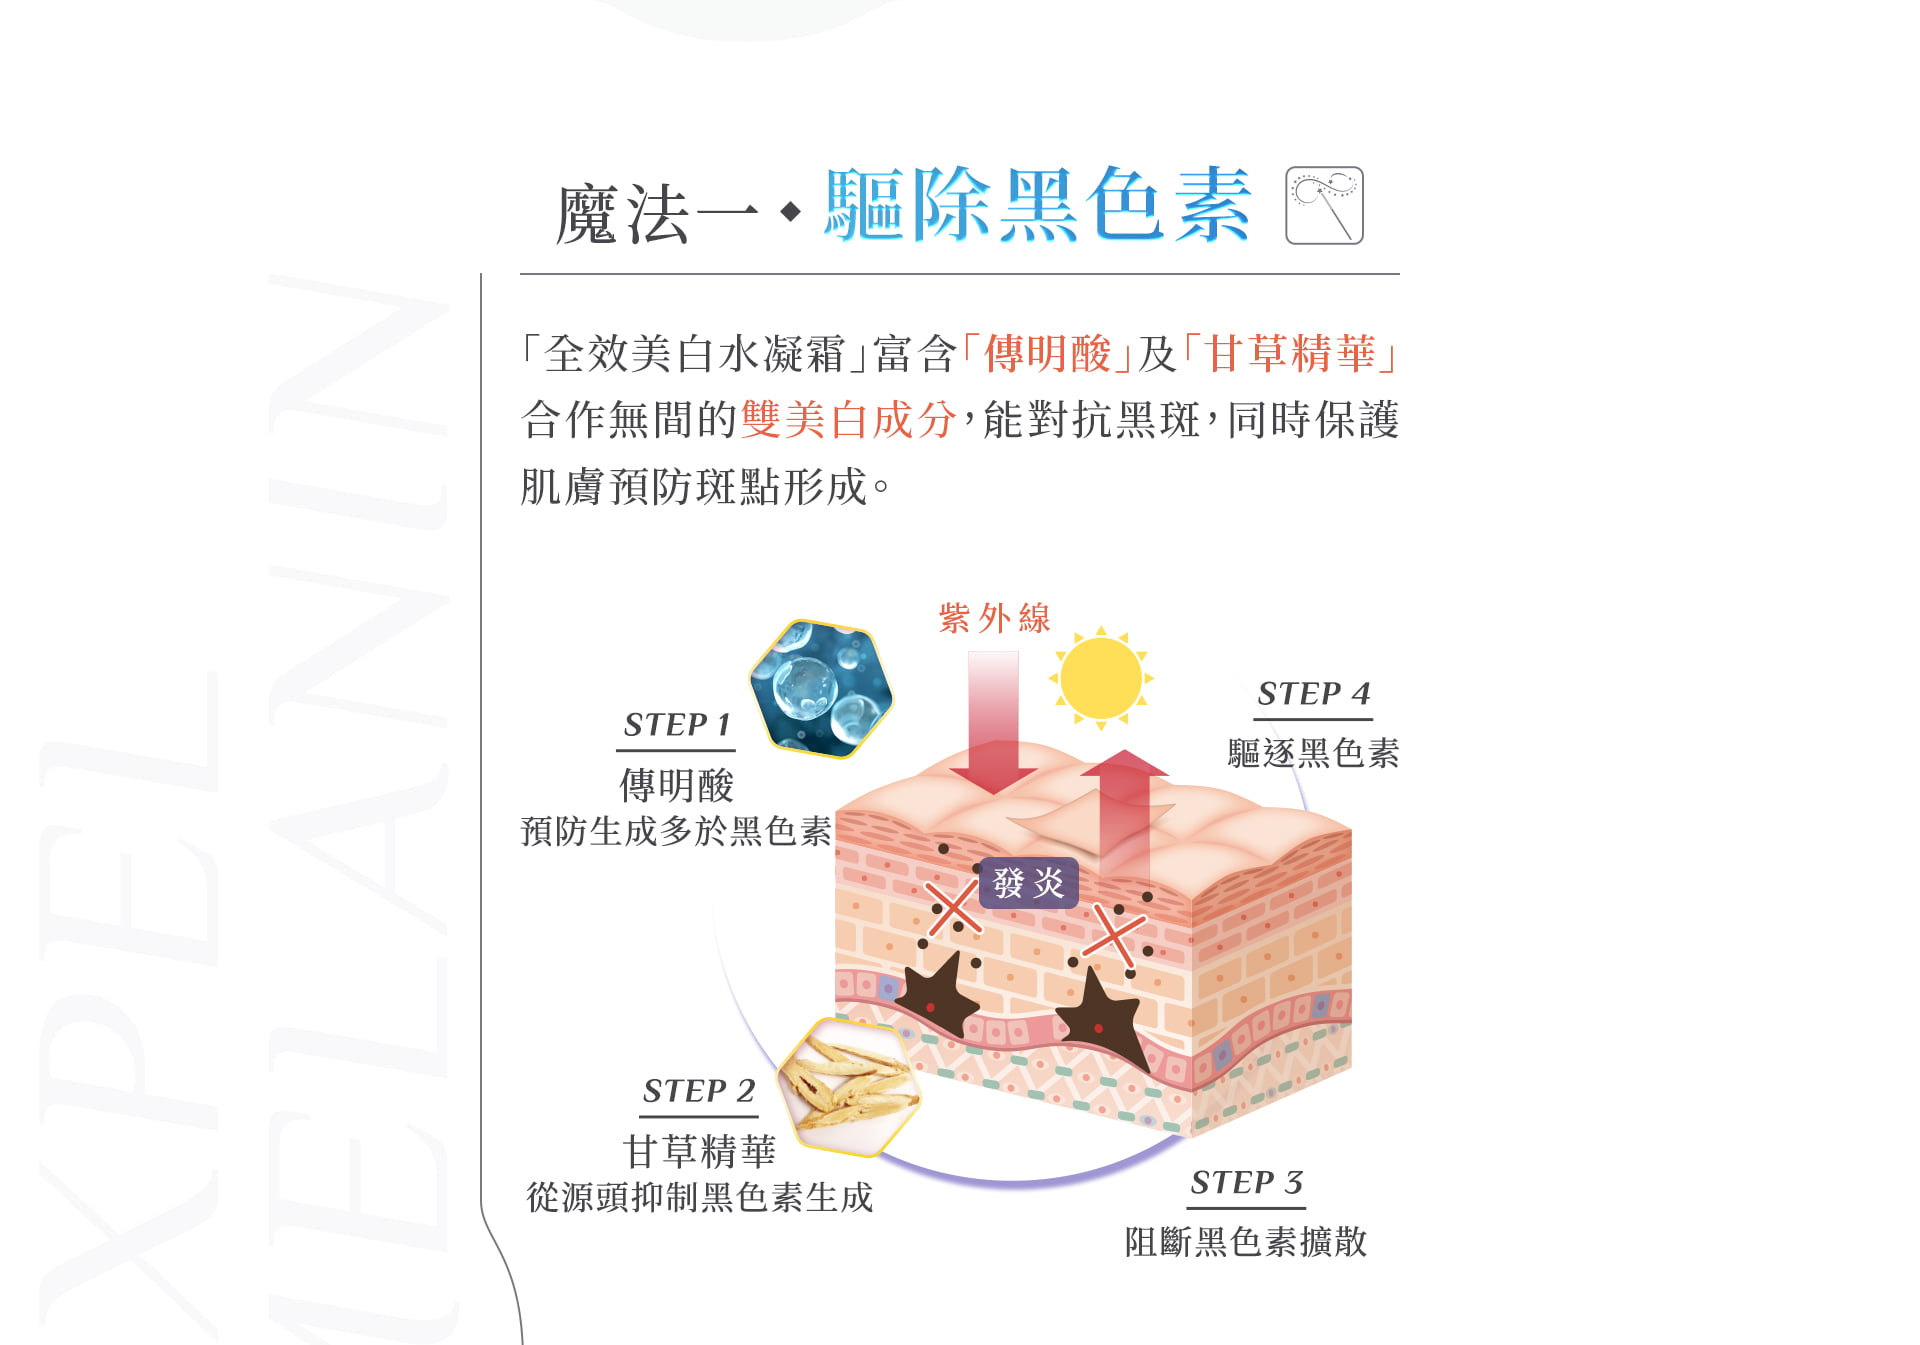 魔法一◆驅除黑色素
「全效美白水凝霜」富含「傳明酸」及「甘草精華」
合作無間的雙美白成分,能對抗黑斑,同時保護
肌膚預防斑點形成。
紫外線
STEP 1
傳明酸
預防生成多於黑色素
STEP 4
驅逐黑色素
發炎
STEP 2
甘草精華
從源頭抑制黑色素生成
STEP 3
阻斷黑色素擴散
XPEL
MELANIN